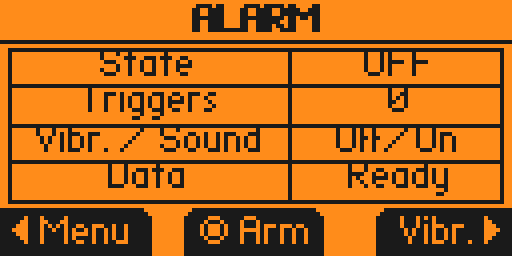 ALARM
State OFF
Triggers 0
Vibr. / Sound Off/On
Data Ready
Menu Arm Vibr.